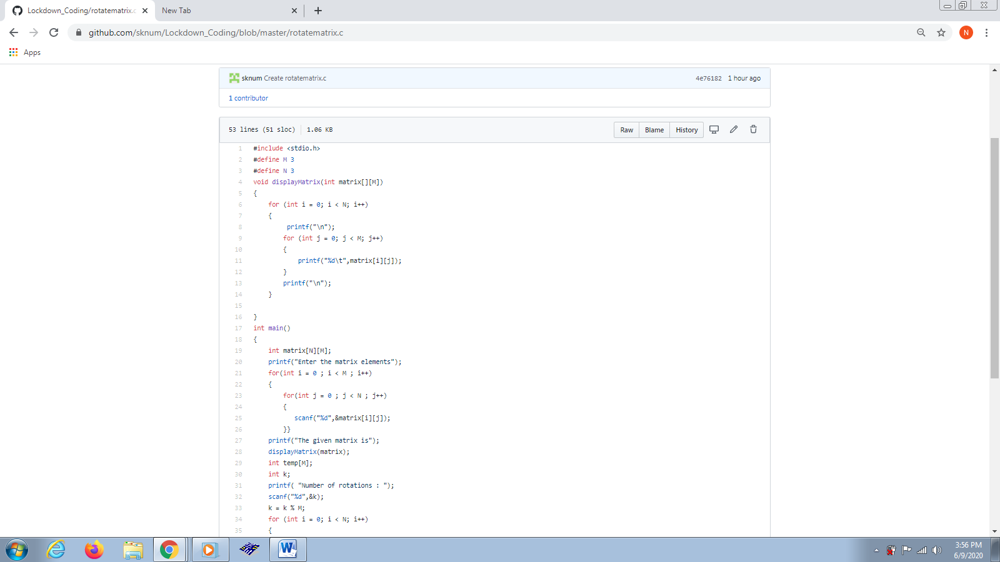 Lockdown_Coding/rotatematrix.c
New Tab
github.com/sknum/Lockdown_Coding/blob/master/rotatematrix.c
N
Apps
sknum Create rotatematrix.c
4e76182 1 hour ago
1 contributor
53 lines (51 sloc) 1.06 KB
Raw Blame History
1 #include <stdio.h>
2 #define M 3
3 #define N 3
4 void displayMatrix(int matrix[][M])
5 {
6 for (int i = 0; i < N; i++)
7 {
8 printf("\n");
9 for (int j = 0; j < M; j++)
10 {
11 printf("%d\t",matrix[i][j]);
12 }
13 printf("\n");
14 }
15
16 }
17 int main()
18 {
19 int matrix[N][M];
20 printf("Enter the matrix elements");
21 for(int i = 0 ; i < M ; i++)
22 {
23 for(int j = 0 ; j < N ; j++)
24 {
25 scanf("%d",&matrix[i][j]);
26 }}
27 printf("The given matrix is");
28 displayMatrix(matrix);
29 int temp[M];
30 int k;
31 printf( "Number of rotations : ");
32 scanf("%d",&k);
33 k = k % M;
34 for (int i = 0; i < N; i++)
35 {
3:56 PM
6/9/2020